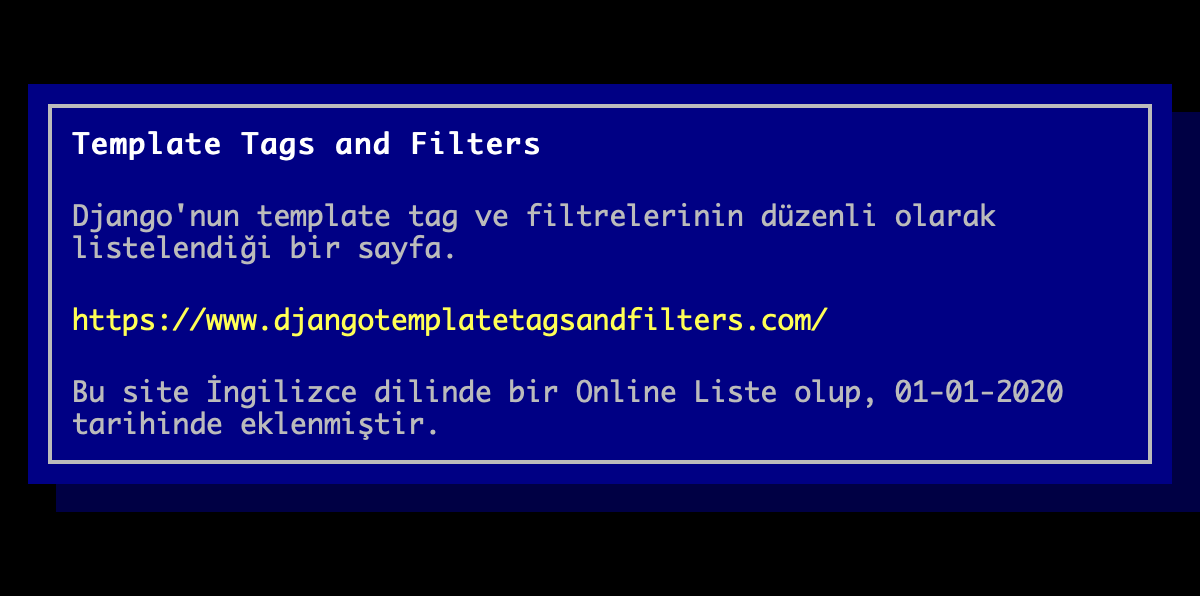 Template Tags and Filters
Django'nun template tag ve filtrelerinin düzenli olarak
listelendiği bir sayfa.
https://www.djangotemplatetagsandfilters.com/
Bu site İngilizce dilinde bir Online Liste olup, 01-01-2020
tarihinde eklenmiştir.